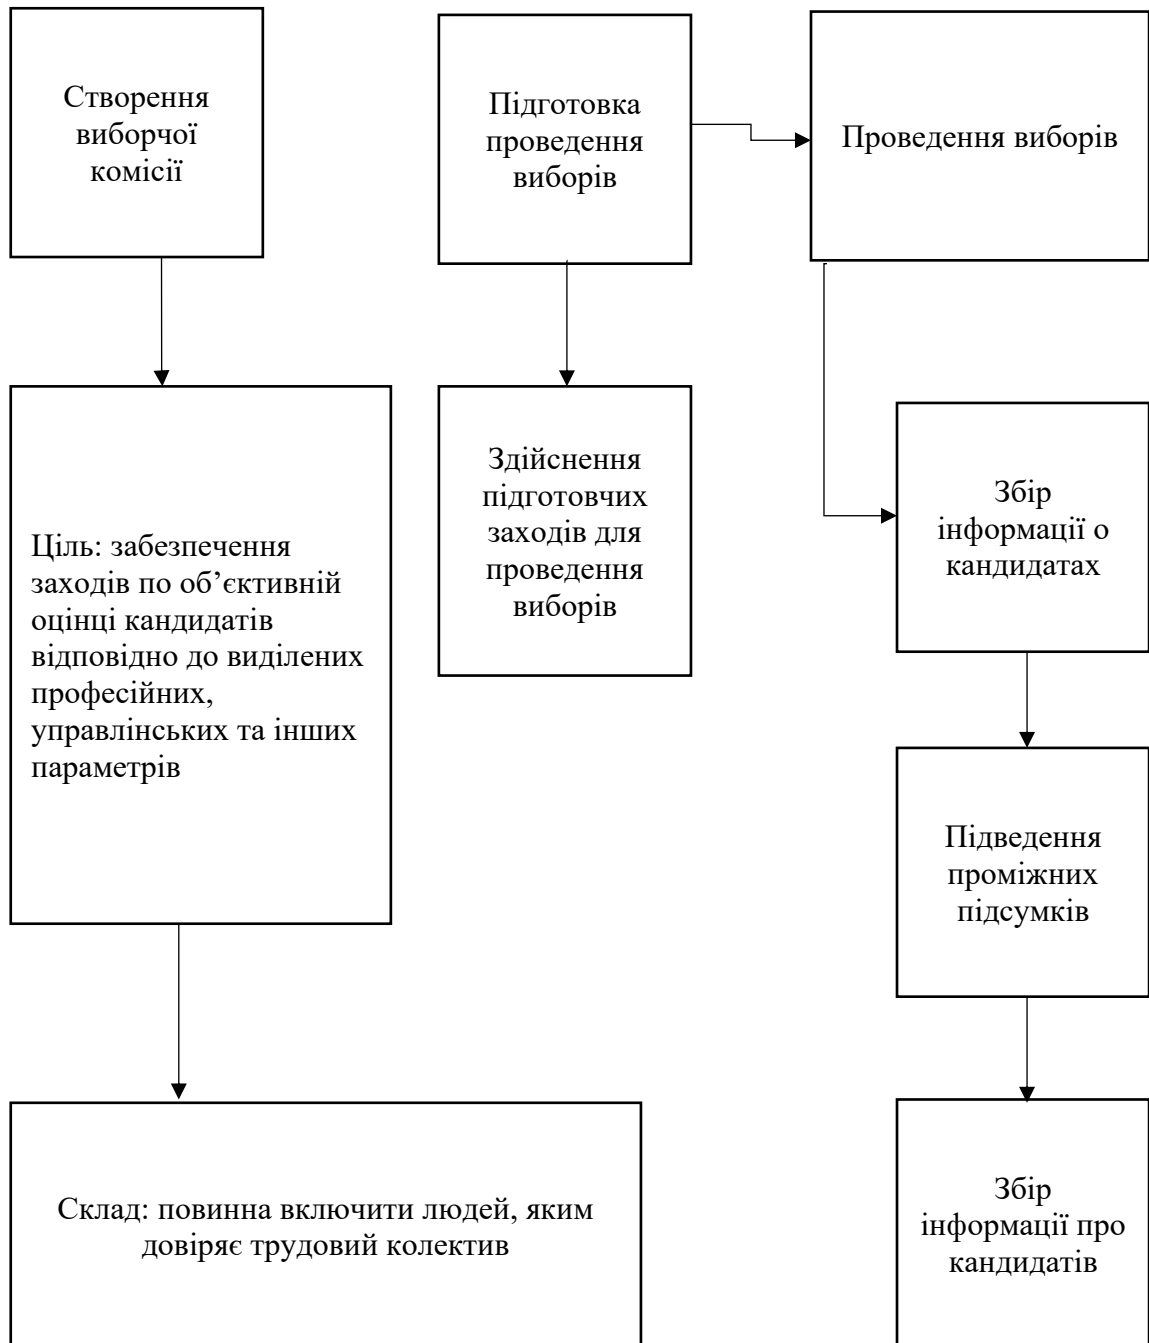 Створення
виборчої
комісії
Підготовка
проведення
виборів
Проведення виборів
Ціль: забезпечення
заходів по об’єктивній
оцінці кандидатів
відповідно до виділених
професійних,
управлінських та інших
параметрів
Здійснення
підготовчих
заходів для
проведення
виборів
Збір
інформації о
кандидатах
Підведення
проміжних
підсумків
Склад: повинна включити людей, яким
довіряє трудовий колектив
Збір
інформації про
кандидатів